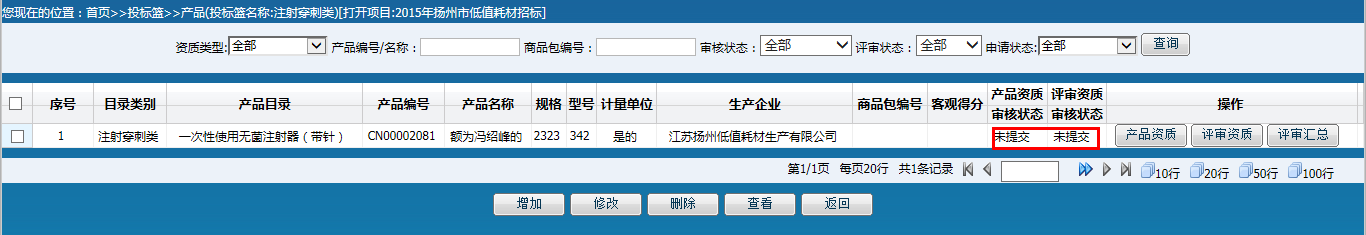 您现在的位置：首页>>投标篮>>产品(投标篮名称:注射穿刺类)[打开项目:2015年扬州市低值耗材招标]
资质类型:全部 产品编号/名称： 商品包编号： 审核状态：全部 评审状态：全部 申请状态:全部 查询
序号 目录类别 产品目录 产品编号 产品名称 规格 型号 计量单位 生产企业 商品包编号 客观得分 产品资质审核状态 评审资质审核状态 操作
1 注射穿刺类 一次性使用无菌注射器（带针） CN00002081 额为冯绍峰的 2323 342 是的 江苏扬州低值耗材生产有限公司 未提交 未提交 产品资质 评审资质 评审汇总
第1/1页 每页20行 共1条记录 10行 20行 50行 100行
增加 修改 删除 查看 返回